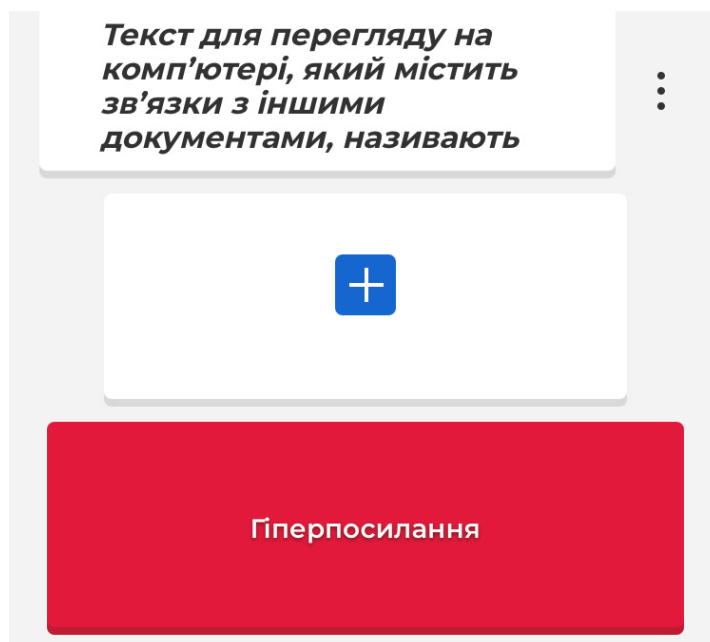 Текст для перегляду на
комп’ютері, який містить
зв’язки з іншими
документами, називають
Гіперпосилання